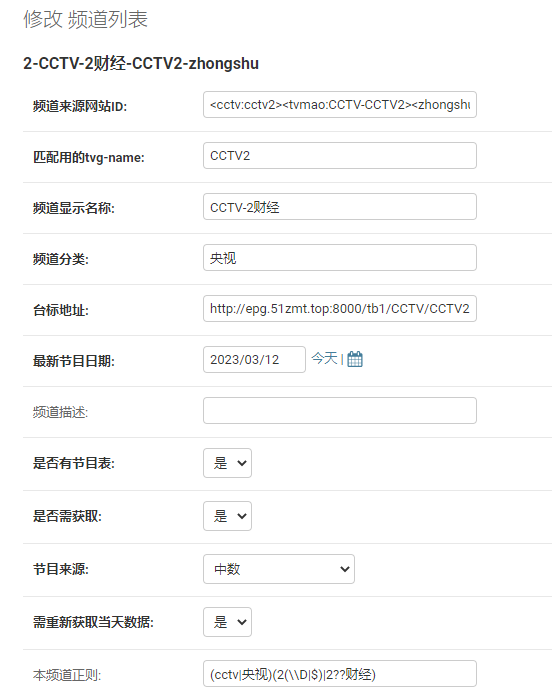 修改 频道列表
2-CCTV-2财经-CCTV2-zhongshu
频道来源网站ID: <cctv:cctv2><tvmao:CCTV-CCTV2><zhongshu
匹配用的tvg-name: CCTV2
频道显示名称: CCTV-2财经
频道分类: 央视
台标地址: http://epg.51zmt.top:8000/tb1/CCTV/CCTV2
最新节目日期: 2023/03/12 今天 |
频道描述:
是否有节目表: 是
是否需获取: 是
节目来源: 中数
需重新获取当天数据: 是
本频道正则: (cctv|央视)(2(\\D|$)|2??财经)